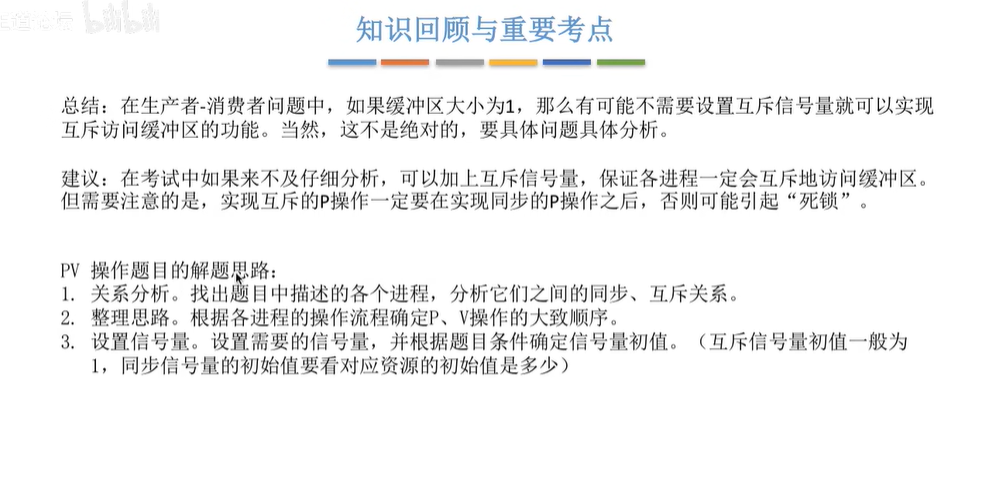 bilibili
知识回顾与重要考点
总结：在生产者-消费者问题中，如果缓冲区大小为1，那么有可能不需要设置互斥信号量就可以实现
互斥访问缓冲区的功能。当然，这不是绝对的，要具体问题具体分析。
建议：在考试中如果来不及仔细分析，可以加上互斥信号量，保证各进程一定会互斥地访问缓冲区。
但需要注意的是，实现互斥的P操作一定要在实现同步的P操作之后，否则可能引起“死锁”。
PV 操作题目的解题思路：
1. 关系分析。找出题目中描述的各个进程，分析它们之间的同步、互斥关系。
2. 整理思路。根据各进程的操作流程确定P、V操作的大致顺序。
3. 设置信号量。设置需要的信号量，并根据题目条件确定信号量初值。（互斥信号量初值一般为
1，同步信号量的初始值要看对应资源的初始值是多少）